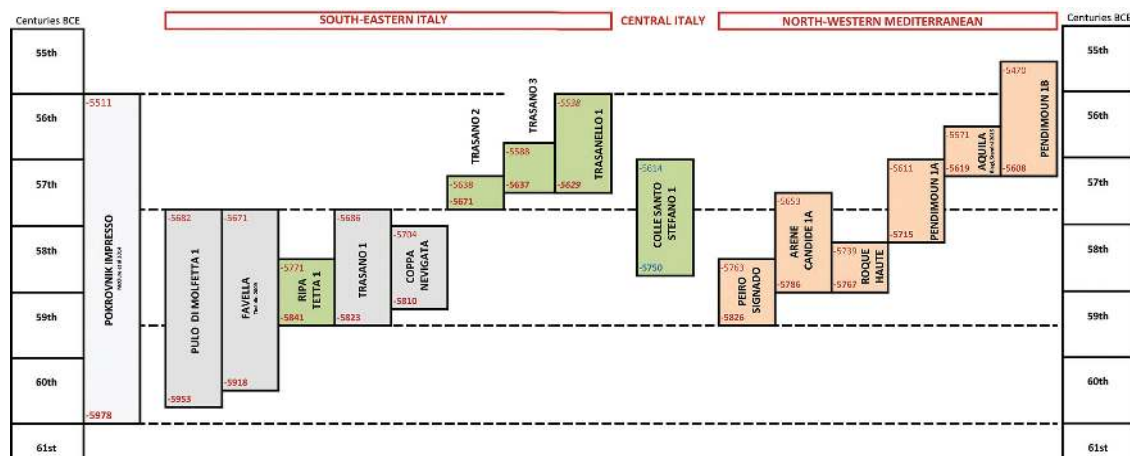 Centuries BCE
SOUTH-EASTERN ITALY
CENTRAL ITALY
NORTH-WESTERN MEDITERRANEAN
Centuries BCE
55th
56th
57th
58th
59th
60th
61st
-5511
POKROVNIK IMPRESSO
-5978
-5682
PULO DI MOLFETTA 1
-5953
-5671
FAVELLA
-5918
-5771
RIPA
TETTA 1
-5841
-5686
TRASANO 1
-5823
-5704
COPPA
NEVIGATA
-5810
TRASANO 2
-5638
-5671
TRASANO 3
-5588
-5637
-5538
TRASANELLO 1
-5629
-5614
COLLE SANTO
STEFANO 1
-5750
-5763
PEIRO
SIGNADO
-5826
-5653
ARENE
CANDIDE 1A
-5786
-5739
ROQUE
HAUTE
-5767
-5611
PENDIMOUN 1A
-5715
-5571
AQUILA
-5619
-5470
PENDIMOUN 1B
-5608
55th
56th
57th
58th
59th
60th
61st